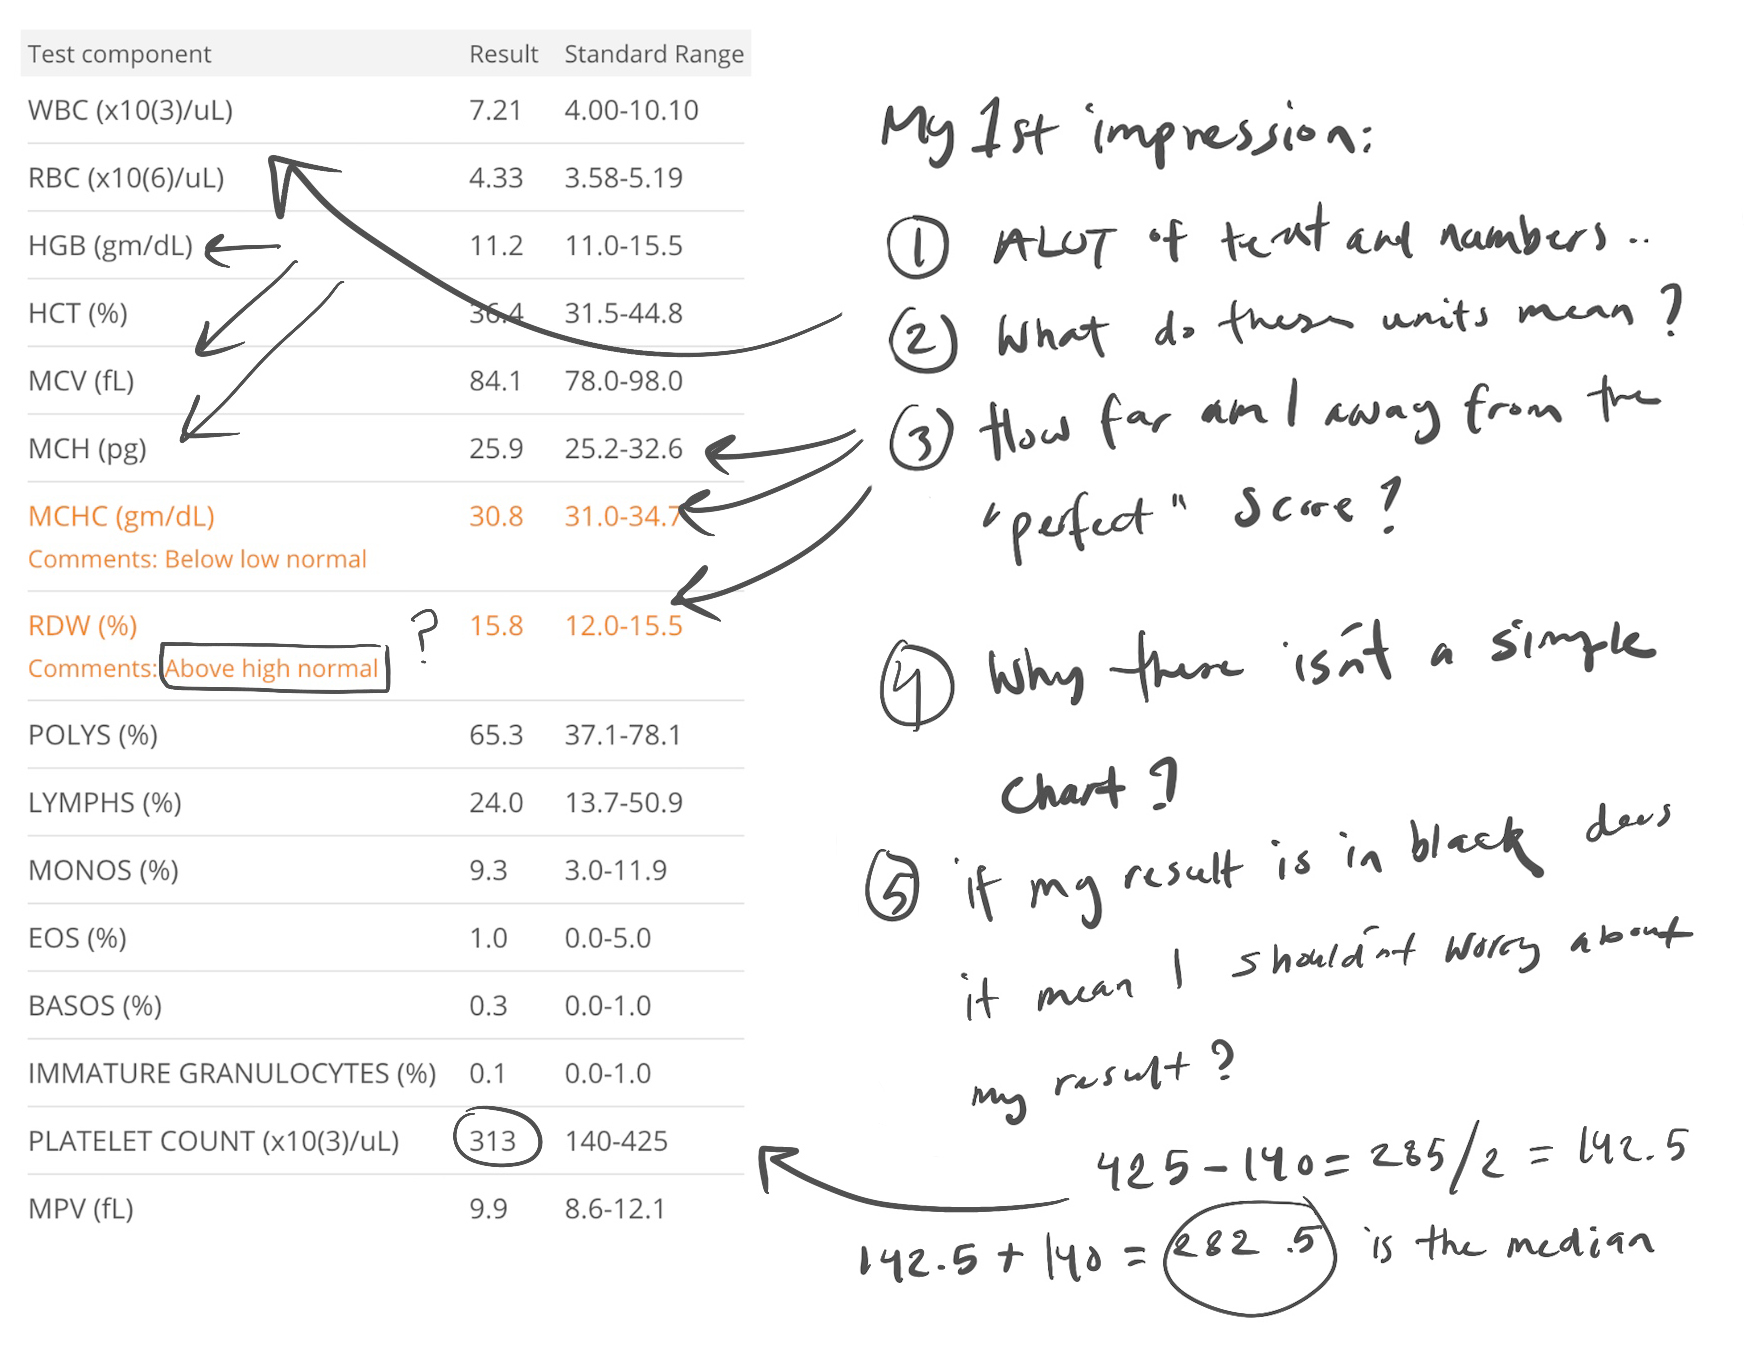 Test component Result Standard Range
WBC (x10(3)/uL) 7.21 4.00-10.10
RBC (x10(6)/uL) 4.33 3.58-5.19
HGB (gm/dL) 11.2 11.0-15.5
HCT (%) 36.4 31.5-44.8
MCV (fL) 84.1 78.0-98.0
MCH (pg) 25.9 25.2-32.6
MCHC (gm/dL) 30.8 31.0-34.7
Comments: Below low normal
RDW (%) ? 15.8 12.0-15.5
Comments: Above high normal
POLYS (%) 65.3 37.1-78.1
LYMPHS (%) 24.0 13.7-50.9
MONOS (%) 9.3 3.0-11.9
EOS (%) 1.0 0.0-5.0
BASOS (%) 0.3 0.0-1.0
IMMATURE GRANULOCYTES (%) 0.1 0.0-1.0
PLATELET COUNT (x10(3)/uL) 313 140-425
MPV (fL) 9.9 8.6-12.1
My 1st impression:
1 ALOT of text and numbers..
2 What do these units mean?
3 How far am I away from the
"perfect" score?
4 Why there isn't a simple
chart?
5 if my result is in black does
it mean I shouldn't worry about
my result?
425-140=285/2=142.5
142.5+140=282.5 is the median